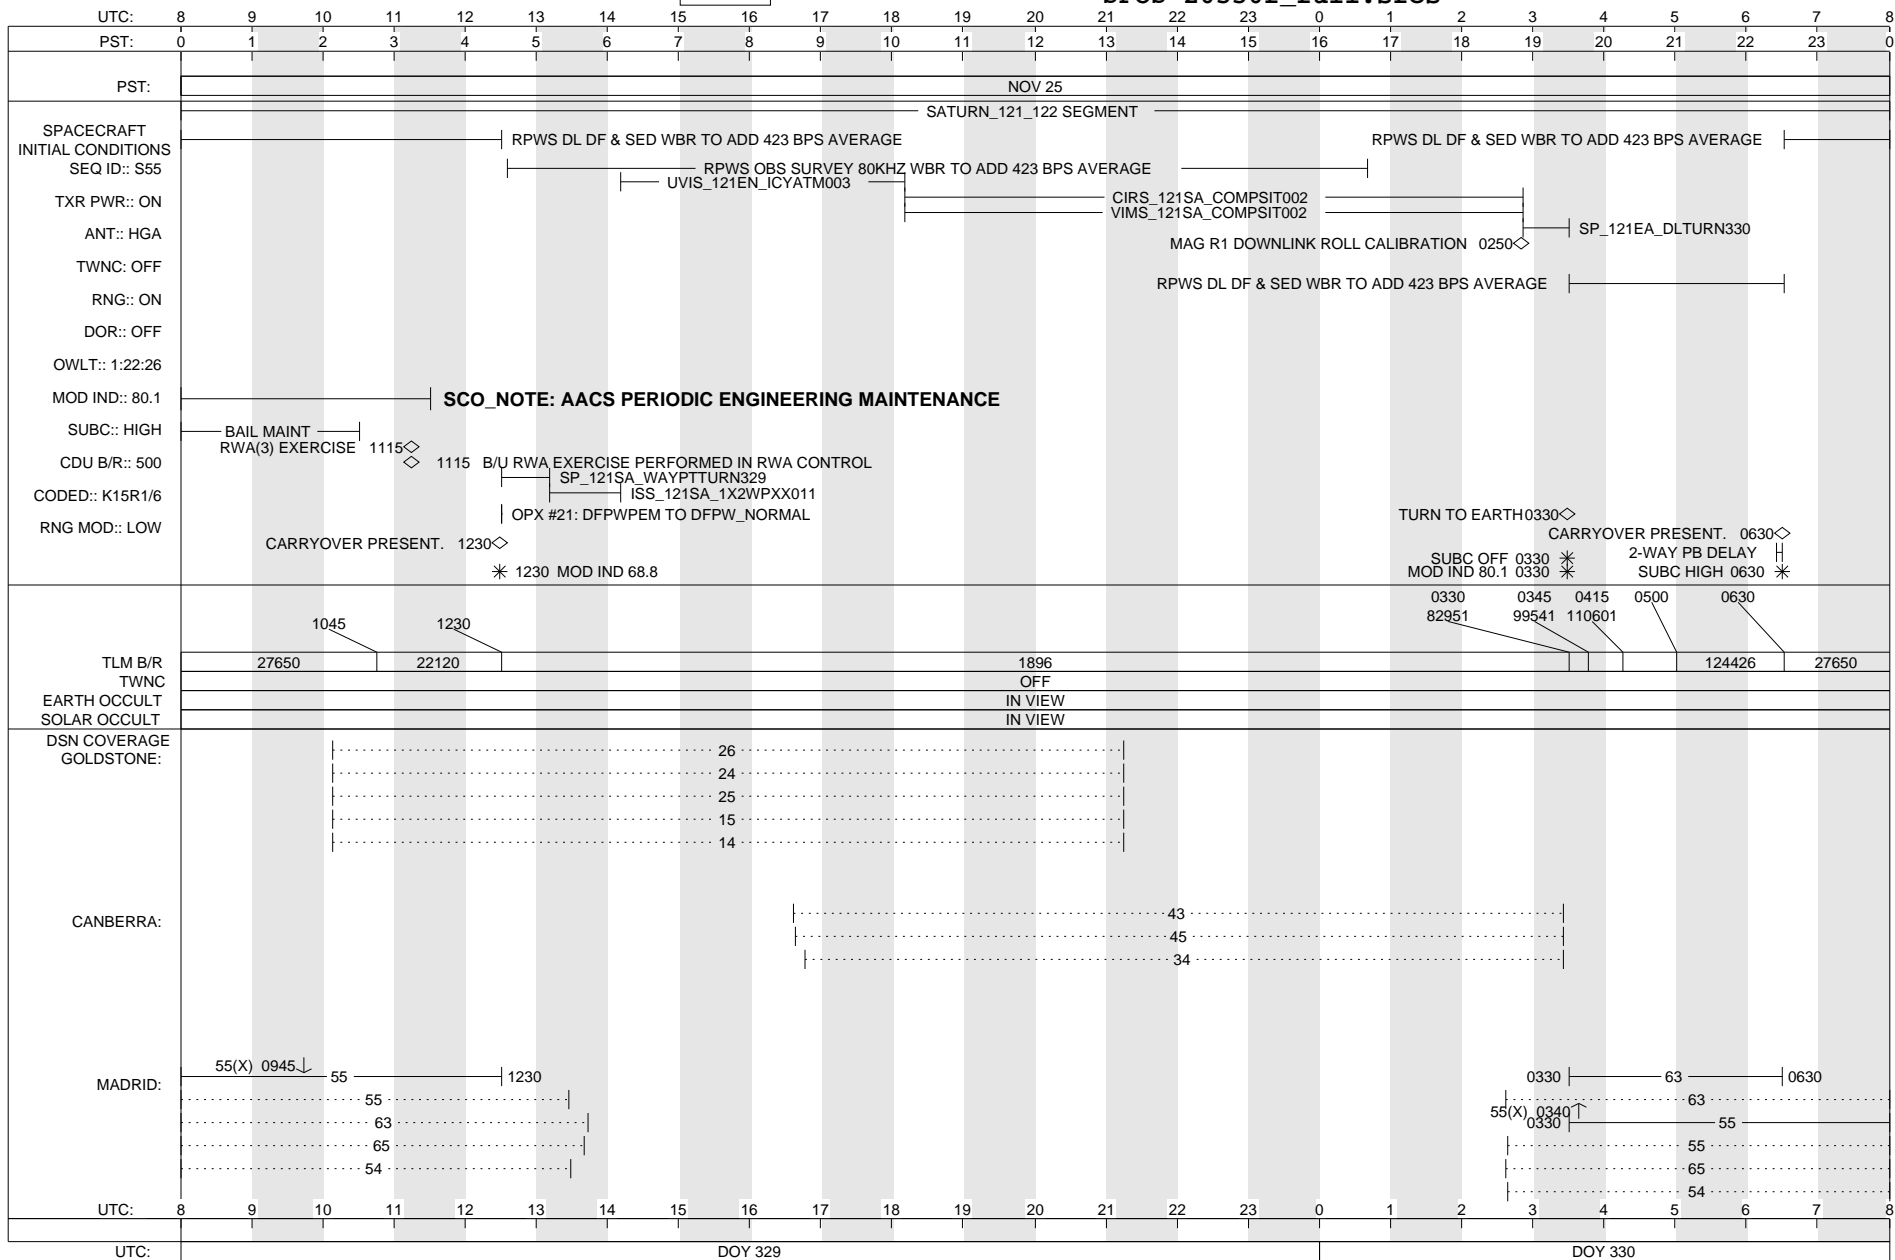 UTC: 8 9 10 11 12 13 14 15 16 17 18 19 20 21 22 23 0 1 2 3 4 5 6 7 8
PST: 0 1 2 3 4 5 6 7 8 9 10 11 12 13 14 15 16 17 18 19 20 21 22 23 0
PST: NOV 25
SATURN_121_122 SEGMENT
SPACECRAFT
INITIAL CONDITIONS
RPWS DL DF & SED WBR TO ADD 423 BPS AVERAGE
RPWS DL DF & SED WBR TO ADD 423 BPS AVERAGE
SEQ ID:: S55
RPWS OBS SURVEY 80KHZ WBR TO ADD 423 BPS AVERAGE
UVIS_121EN_ICYATM003
TXR PWR:: ON
CIRS_121SA_COMPSIT002
VIMS_121SA_COMPSIT002
ANT:: HGA
SP_121EA_DLTURN330
MAG R1 DOWNLINK ROLL CALIBRATION 0250
TWNC: OFF
RPWS DL DF & SED WBR TO ADD 423 BPS AVERAGE
RNG:: ON
DOR:: OFF
OWLT:: 1:22:26
MOD IND:: 80.1
SCO_NOTE: AACS PERIODIC ENGINEERING MAINTENANCE
SUBC:: HIGH
BAIL MAINT
RWA(3) EXERCISE 1115
CDU B/R:: 500
1115 B/U RWA EXERCISE PERFORMED IN RWA CONTROL
SP_121SA_WAYPTTURN329
CODED:: K15R1/6
ISS_121SA_1X2WPXX011
OPX #21: DFPWPEM TO DFPW_NORMAL
TURN TO EARTH 0330
RNG MOD:: LOW
CARRYOVER PRESENT. 0630
CARRYOVER PRESENT. 1230
SUBC OFF 0330
2-WAY PB DELAY
1230 MOD IND 68.8
MOD IND 80.1 0330
SUBC HIGH 0630
0330 0345 0415 0500 0630
82951 99541 110601
1045 1230
TLM B/R 27650 22120 1896 124426 27650
TWNC OFF
EARTH OCCULT IN VIEW
SOLAR OCCULT IN VIEW
DSN COVERAGE
GOLDSTONE:
26
24
25
15
14
CANBERRA:
43
45
34
MADRID:
55(X) 0945
55 1230
0330 63 0630
55
63
55(X) 0340
63
0330 55
65
55
54
65
54
UTC: 8 9 10 11 12 13 14 15 16 17 18 19 20 21 22 23 0 1 2 3 4 5 6 7 8
UTC: DOY 329 DOY 330